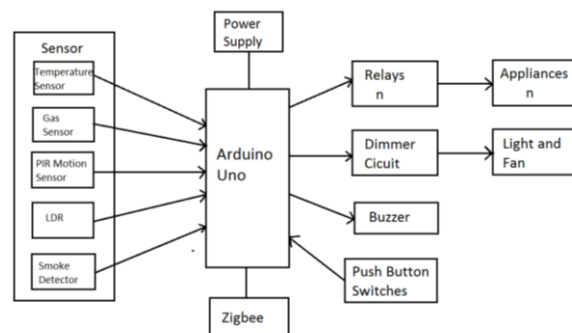 Power
Supply
Sensor
Temperature
Sensor
Gas
Sensor
PIR Motion
Sensor
LDR
Smoke
Detector
Arduino
Uno
Relays
n
Appliances
n
Dimmer
Cicuit
Light and
Fan
Buzzer
Push Button
Switches
Zigbee